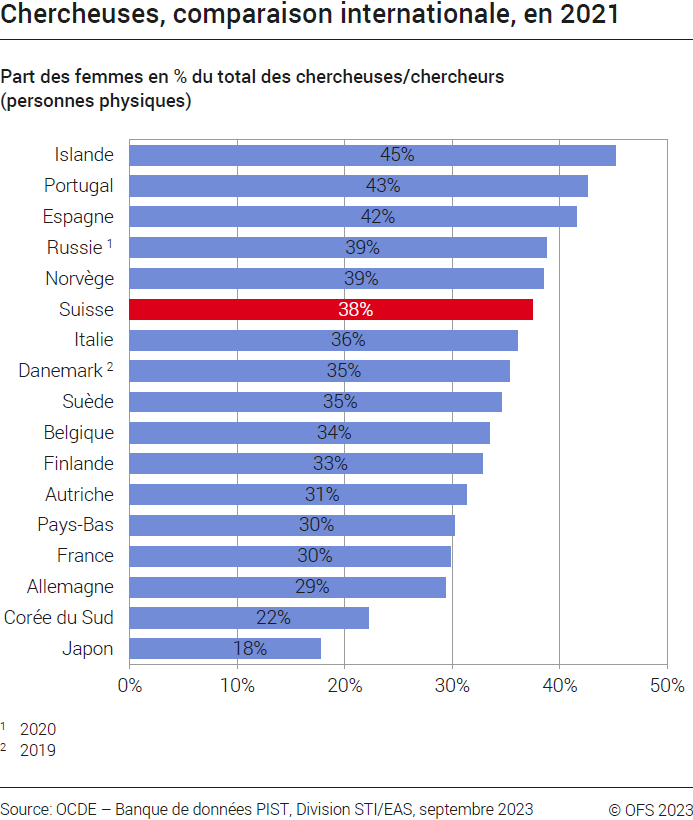 Chercheuses, comparaison internationale, en 2021
Part des femmes en % du total des chercheuses/chercheurs
(personnes physiques)
Islande 45%
Portugal 43%
Espagne 42%
Russie ¹ 39%
Norvège 39%
Suisse 38%
Italie 36%
Danemark ² 35%
Suède 35%
Belgique 34%
Finlande 33%
Autriche 31%
Pays-Bas 30%
France 30%
Allemagne 29%
Corée du Sud 22%
Japon 18%
0% 10% 20% 30% 40% 50%
¹ 2020
² 2019
Source: OCDE – Banque de données PIST, Division STI/EAS, septembre 2023 © OFS 2023